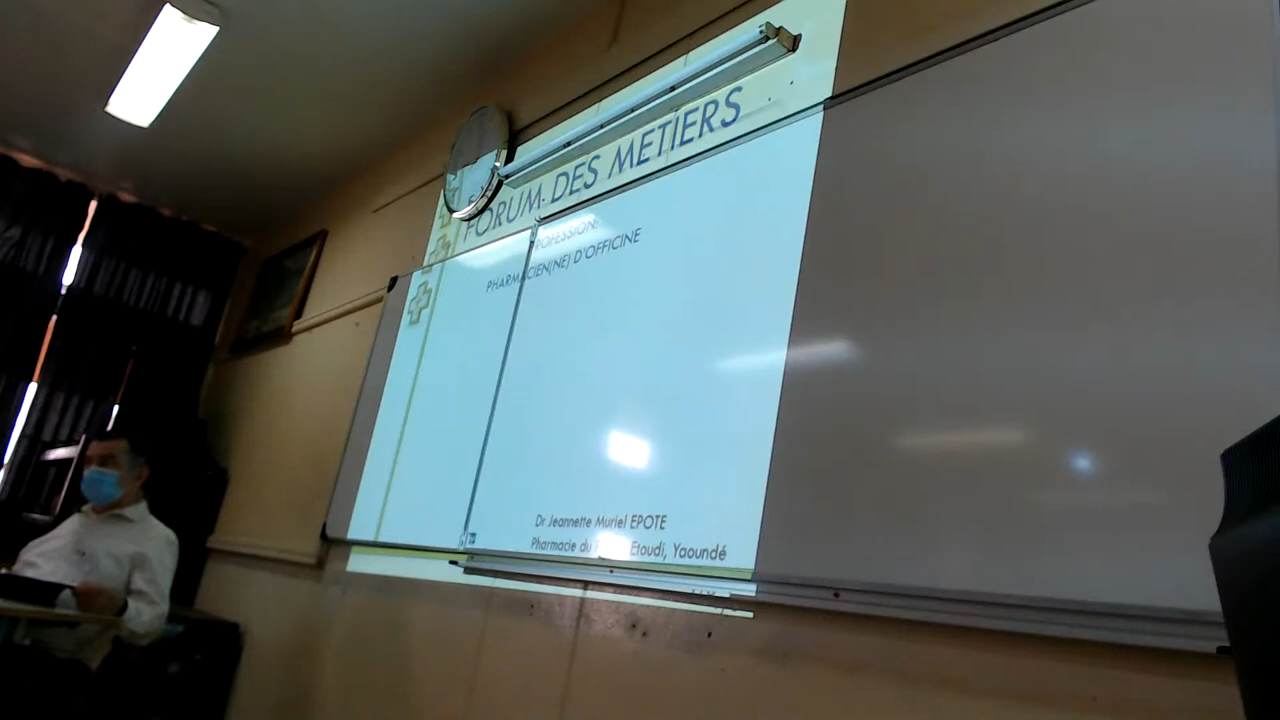 FORUM DES METIERS
PROFESSION:
PHARMACIEN(NE) D'OFFICINE
Dr Jeannette Muriel EPOTE
Pharmacie du Etoudi, Yaoundé